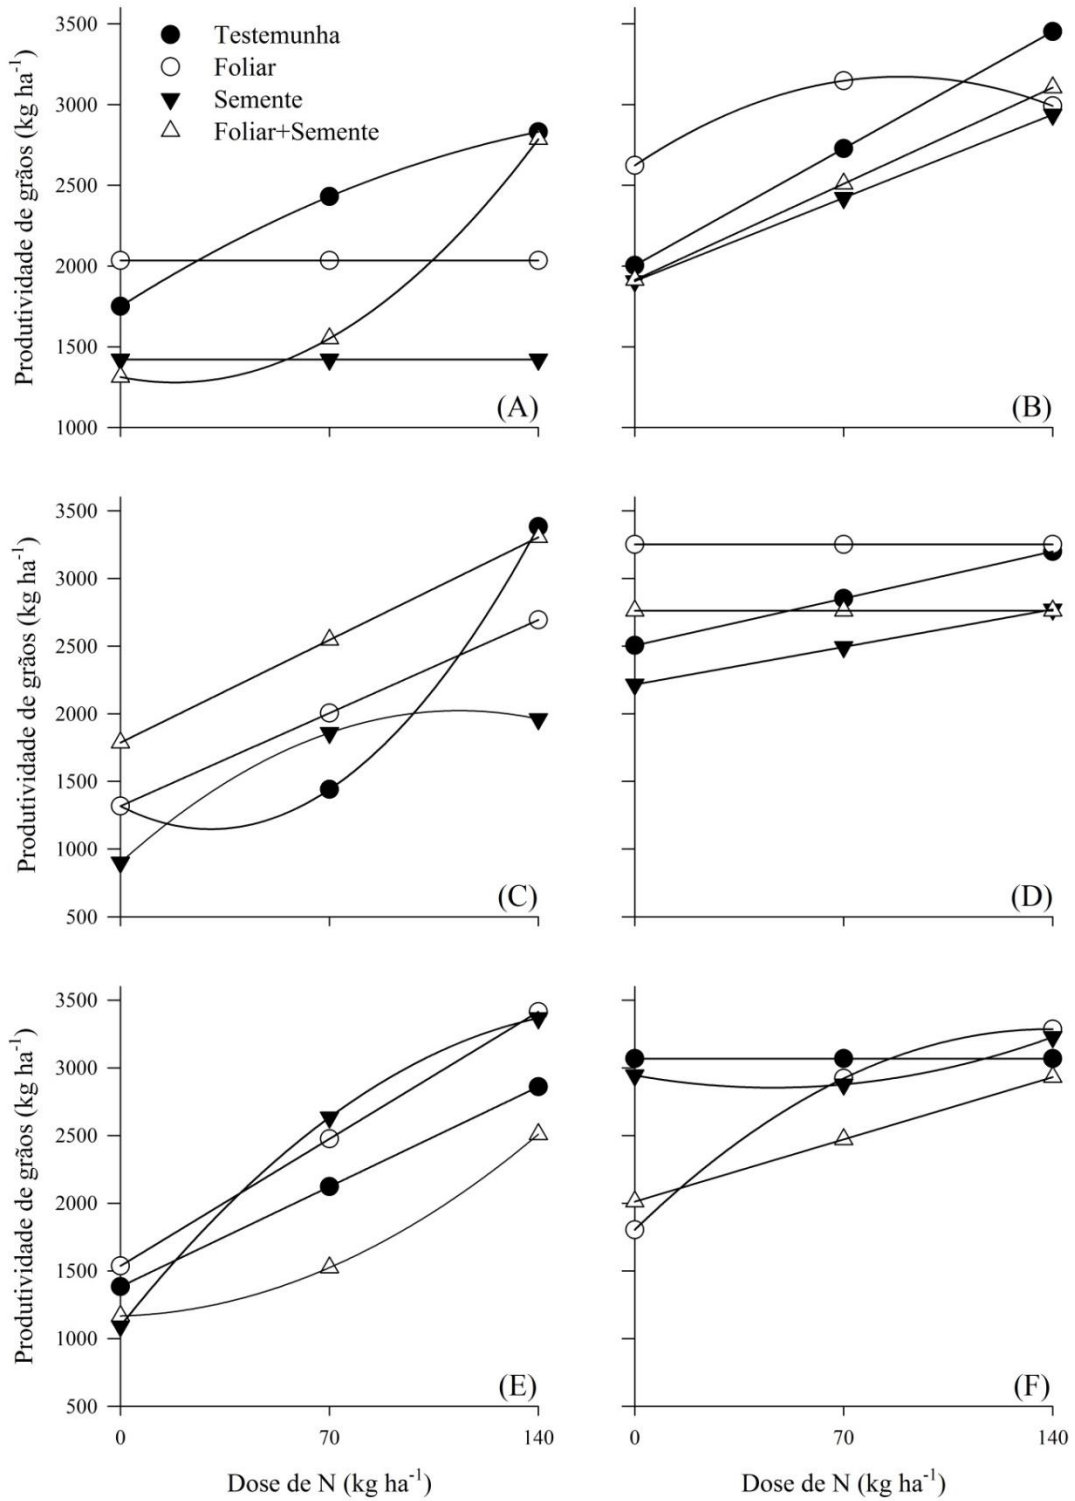 Produtividade de grãos (kg ha⁻¹)
3500
3000
2500
2000
1500
1000
Testemunha
Foliar
Semente
Foliar+Semente
(A)
(B)
Produtividade de grãos (kg ha⁻¹)
3500
3000
2500
2000
1500
1000
500
(C)
(D)
Produtividade de grãos (kg ha⁻¹)
3500
3000
2500
2000
1500
1000
500
(E)
(F)
0 70 140
0 70 140
Dose de N (kg ha⁻¹)
Dose de N (kg ha⁻¹)